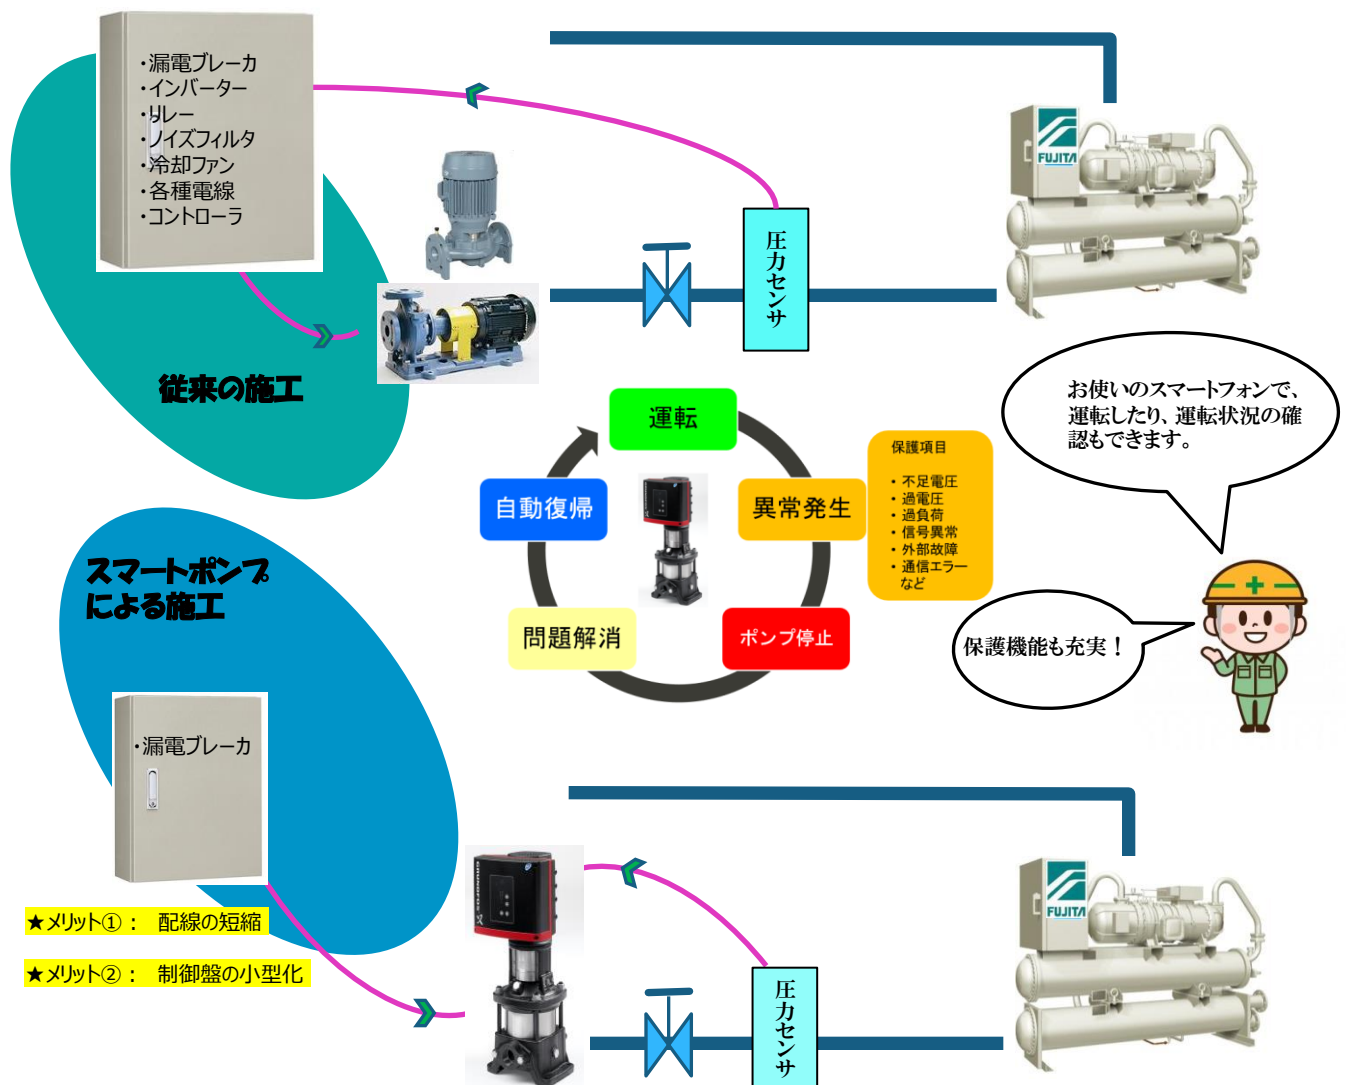 ・漏電ブレーカ
・インバーター
・リレー
・ノイズフィルタ
・冷却ファン
・各種電線
・コントローラ
FUJITA
圧力センサ
従来の施工
お使いのスマートフォンで、
運転したり、運転状況の確
認もできます。
運転
保護項目
• 不足電圧
• 過電圧
• 過負荷
• 信号異常
• 外部故障
• 通信エラー
など
自動復帰
異常発生
問題解消
ポンプ停止
保護機能も充実！
スマートポンプ
による施工
・漏電ブレーカ
★メリット①： 配線の短縮
★メリット②： 制御盤の小型化
GRUNDFOS
FUJITA
圧力センサ